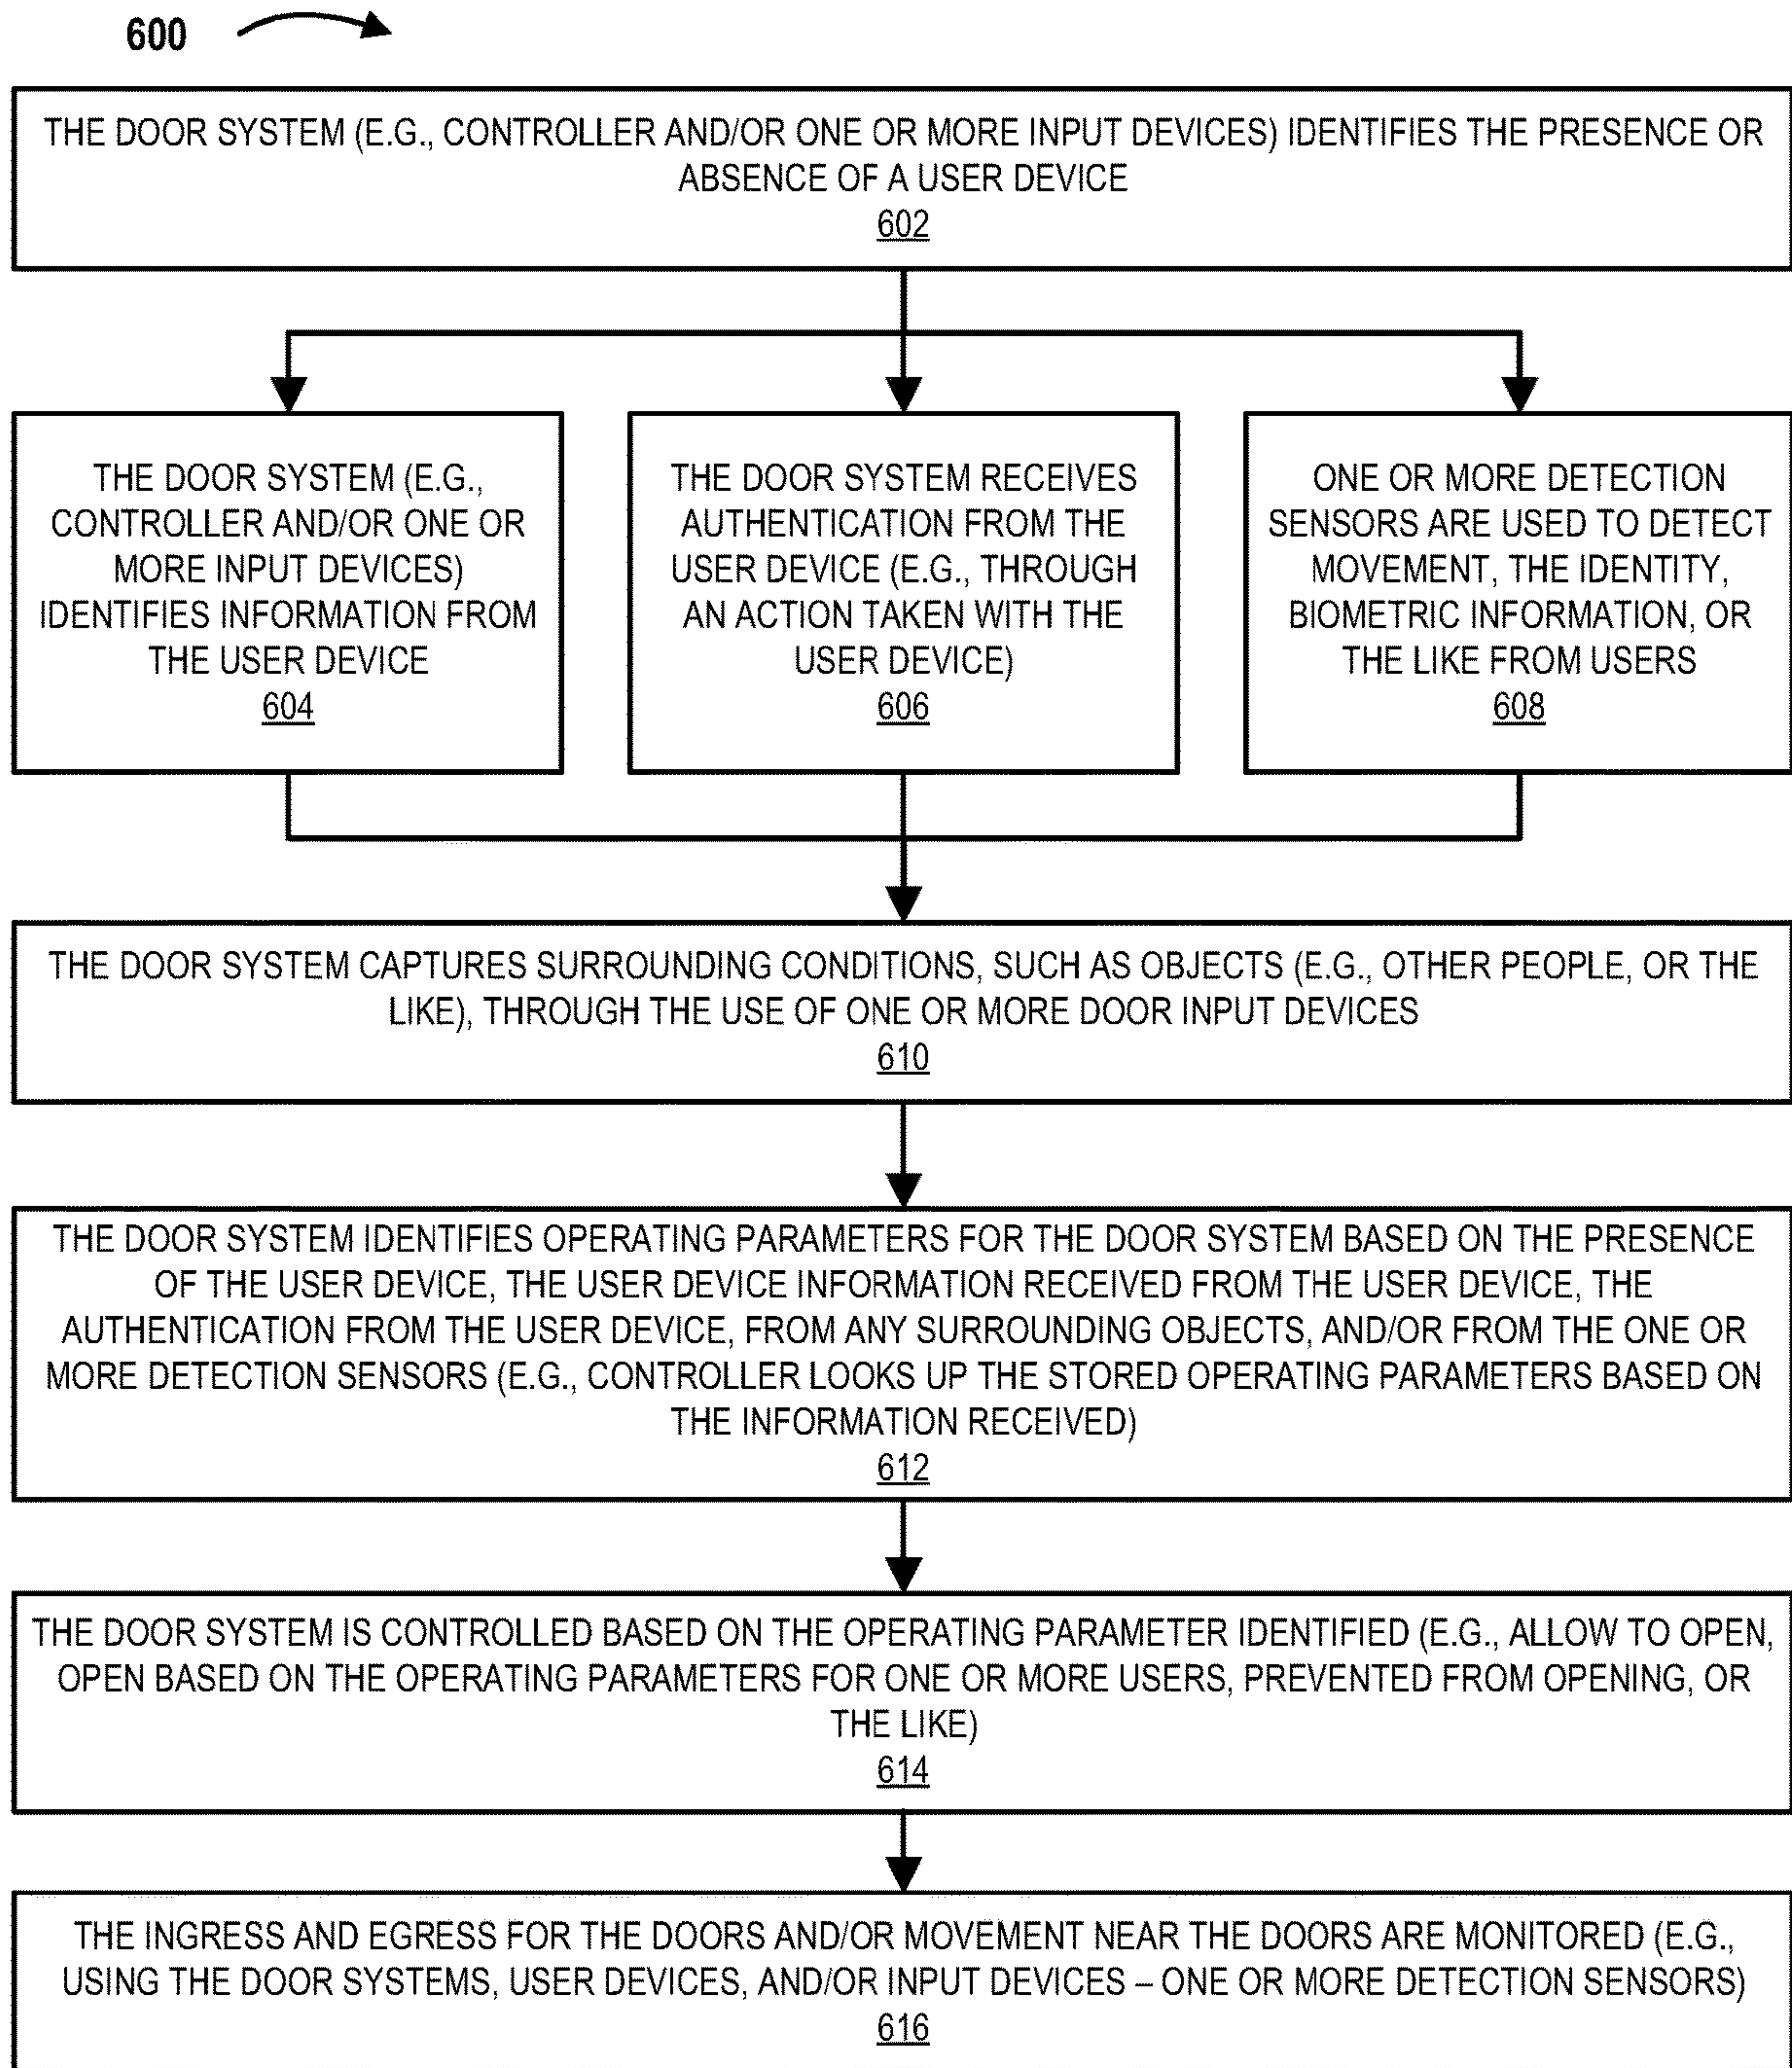 600
THE DOOR SYSTEM (E.G., CONTROLLER AND/OR ONE OR MORE INPUT DEVICES) IDENTIFIES THE PRESENCE OR
ABSENCE OF A USER DEVICE
602
THE DOOR SYSTEM (E.G.,
CONTROLLER AND/OR ONE OR
MORE INPUT DEVICES)
IDENTIFIES INFORMATION FROM
THE USER DEVICE
604
THE DOOR SYSTEM RECEIVES
AUTHENTICATION FROM THE
USER DEVICE (E.G., THROUGH
AN ACTION TAKEN WITH THE
USER DEVICE)
606
ONE OR MORE DETECTION
SENSORS ARE USED TO DETECT
MOVEMENT, THE IDENTITY,
BIOMETRIC INFORMATION, OR
THE LIKE FROM USERS
608
THE DOOR SYSTEM CAPTURES SURROUNDING CONDITIONS, SUCH AS OBJECTS (E.G., OTHER PEOPLE, OR THE
LIKE), THROUGH THE USE OF ONE OR MORE DOOR INPUT DEVICES
610
THE DOOR SYSTEM IDENTIFIES OPERATING PARAMETERS FOR THE DOOR SYSTEM BASED ON THE PRESENCE
OF THE USER DEVICE, THE USER DEVICE INFORMATION RECEIVED FROM THE USER DEVICE, THE
AUTHENTICATION FROM THE USER DEVICE, FROM ANY SURROUNDING OBJECTS, AND/OR FROM THE ONE OR
MORE DETECTION SENSORS (E.G., CONTROLLER LOOKS UP THE STORED OPERATING PARAMETERS BASED ON
THE INFORMATION RECEIVED)
612
THE DOOR SYSTEM IS CONTROLLED BASED ON THE OPERATING PARAMETER IDENTIFIED (E.G., ALLOW TO OPEN,
OPEN BASED ON THE OPERATING PARAMETERS FOR ONE OR MORE USERS, PREVENTED FROM OPENING, OR
THE LIKE)
614
THE INGRESS AND EGRESS FOR THE DOORS AND/OR MOVEMENT NEAR THE DOORS ARE MONITORED (E.G.,
USING THE DOOR SYSTEMS, USER DEVICES, AND/OR INPUT DEVICES – ONE OR MORE DETECTION SENSORS)
616